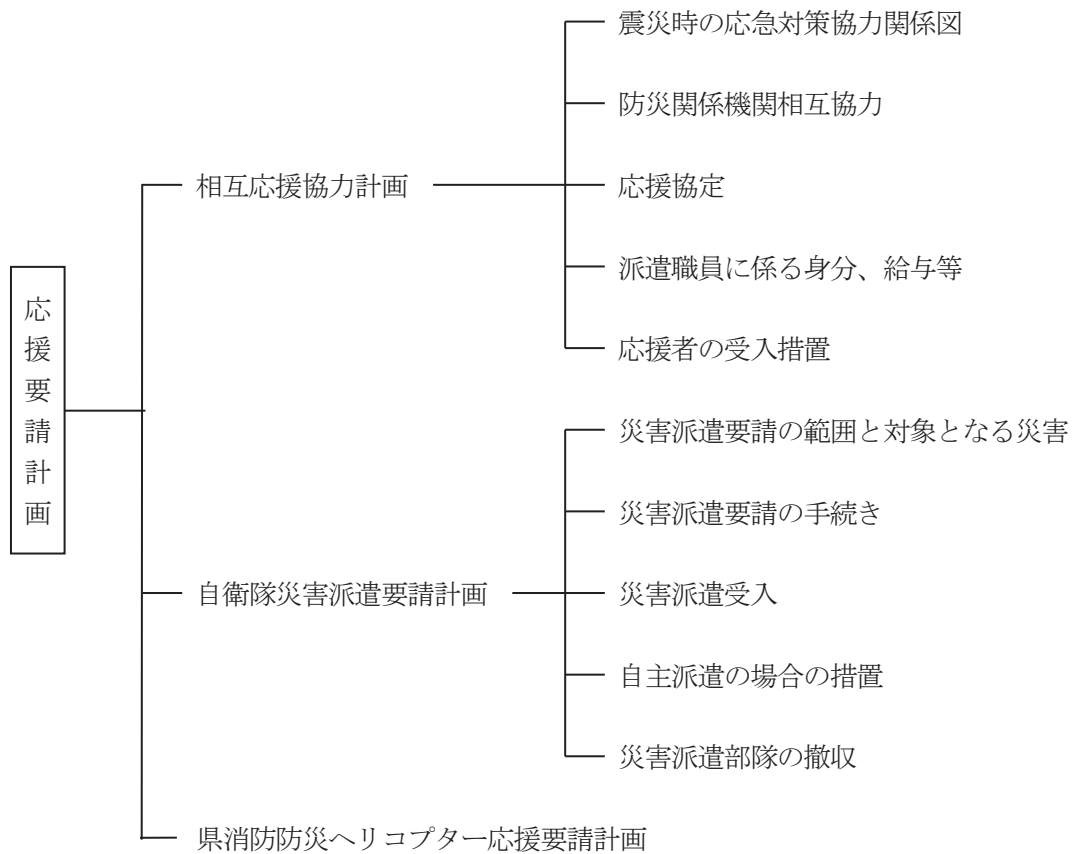 応援要請計画
相互応援協力計画
震災時の応急対策協力関係図
防災関係機関相互協力
応援協定
派遣職員に係る身分、給与等
応援者の受入措置
自衛隊災害派遣要請計画
災害派遣要請の範囲と対象となる災害
災害派遣要請の手続き
災害派遣受入
自主派遣の場合の措置
災害派遣部隊の撤収
県消防防災ヘリコプター応援要請計画